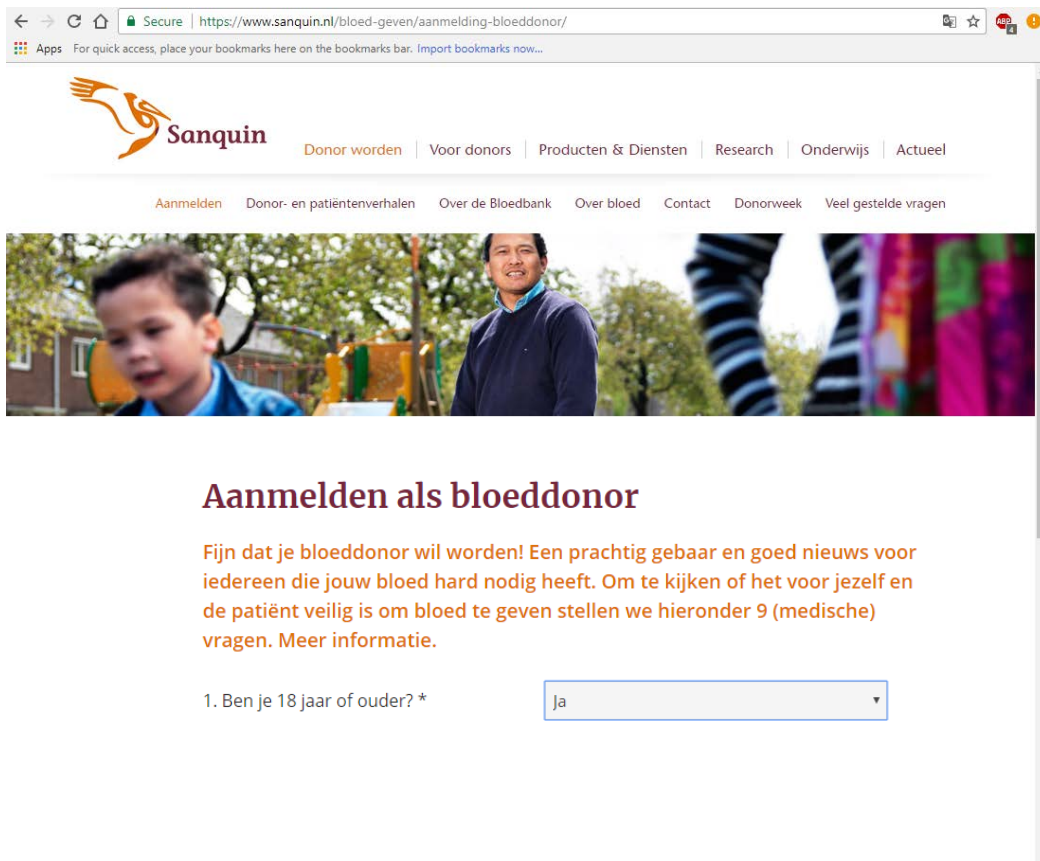 Secure | https://www.sanquin.nl/bloed-geven/aanmelding-bloeddonor/
ABP
4
Apps For quick access, place your bookmarks here on the bookmarks bar. Import bookmarks now...
Sanquin
Donor worden | Voor donors | Producten & Diensten | Research | Onderwijs | Actueel
Aanmelden Donor- en patiëntenverhalen Over de Bloedbank Over bloed Contact Donorweek Veel gestelde vragen
Aanmelden als bloeddonor
Fijn dat je bloeddonor wil worden! Een prachtig gebaar en goed nieuws voor
iedereen die jouw bloed hard nodig heeft. Om te kijken of het voor jezelf en
de patiënt veilig is om bloed te geven stellen we hieronder 9 (medische)
vragen. Meer informatie.
1. Ben je 18 jaar of ouder? * Ja